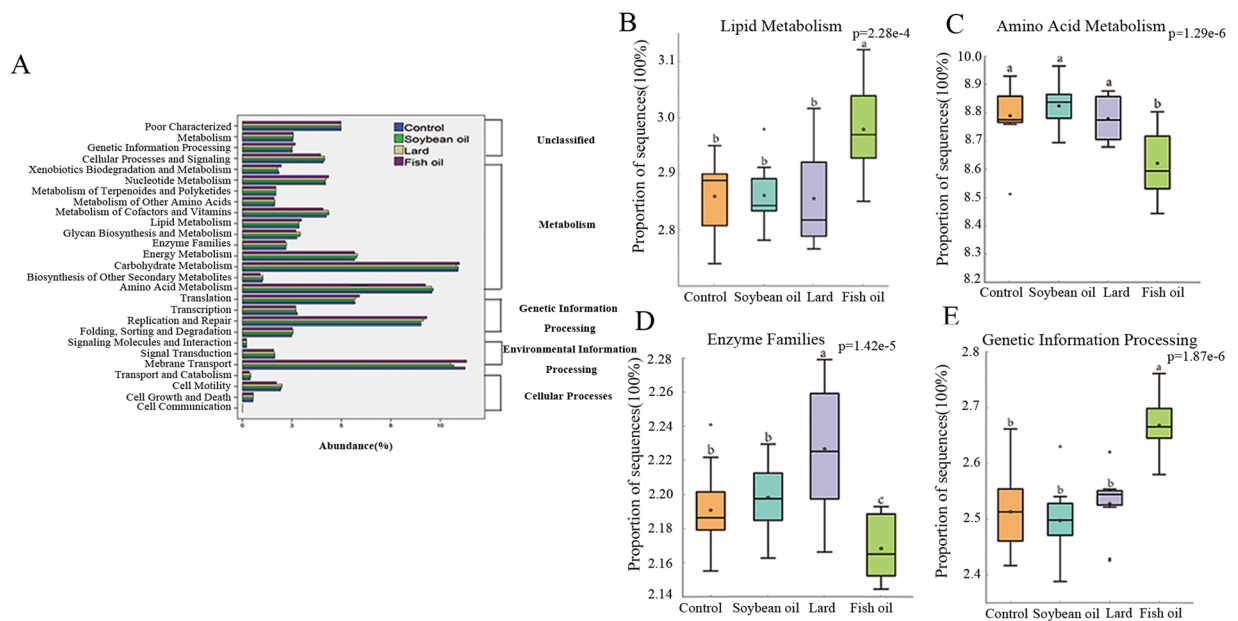 A
Poor Characterized
Metabolism
Genetic Information Processing
Cellular Processes and Signaling
Xenobiotics Biodegradation and Metabolism
Nucleotide Metabolism
Metabolism of Terpenoides and Polyketides
Metabolism of Other Amino Acids
Metabolism of Cofactors and Vitamins
Lipid Metabolism
Glycan Biosynthesis and Metabolism
Enzyme Families
Energy Metabolism
Carbohydrate Metabolism
Biosynthesis of Other Secondary Metabolites
Amino Acid Metabolism
Translation
Transcription
Replication and Repair
Folding, Sorting and Degradation
Signaling Molecules and Interaction
Signal Transduction
Mebrane Transport
Transport and Catabolism
Cell Motility
Cell Growth and Death
Cell Communication
Control
Soybean oil
Lard
Fish oil
Unclassified
Metabolism
Genetic Information
Processing
Environmental Information
Processing
Cellular Processes
0 3 5 8 10
Abundance(%)
B
Lipid Metabolism
p=2.28e-4
Proportion of sequences(100%)
3.1
3.0
2.9
2.8
b b b a
Control Soybean oil Lard Fish oil
C
Amino Acid Metabolism
p=1.29e-6
Proportion of sequences(100%)
10.0
8.9
8.8
8.7
8.6
8.5
8.4
8.3
8.2
a a a b
Control Soybean oil Lard Fish oil
D
Enzyme Families
p=1.42e-5
Proportion of sequences(100%)
2.28
2.26
2.24
2.22
2.20
2.18
2.16
2.14
b b a c
Control Soybean oil Lard Fish oil
E
Genetic Information Processing
p=1.87e-6
Proportion of sequences(100%)
2.8
2.7
2.6
2.5
2.4
b b b a
Control Soybean oil Lard Fish oil